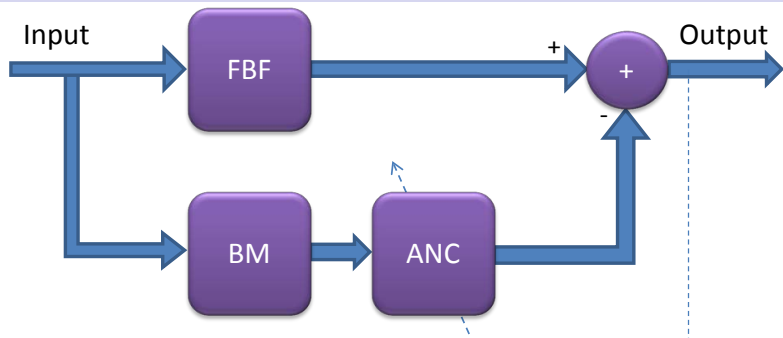 Input
FBF
+
+
Output
-
BM
ANC